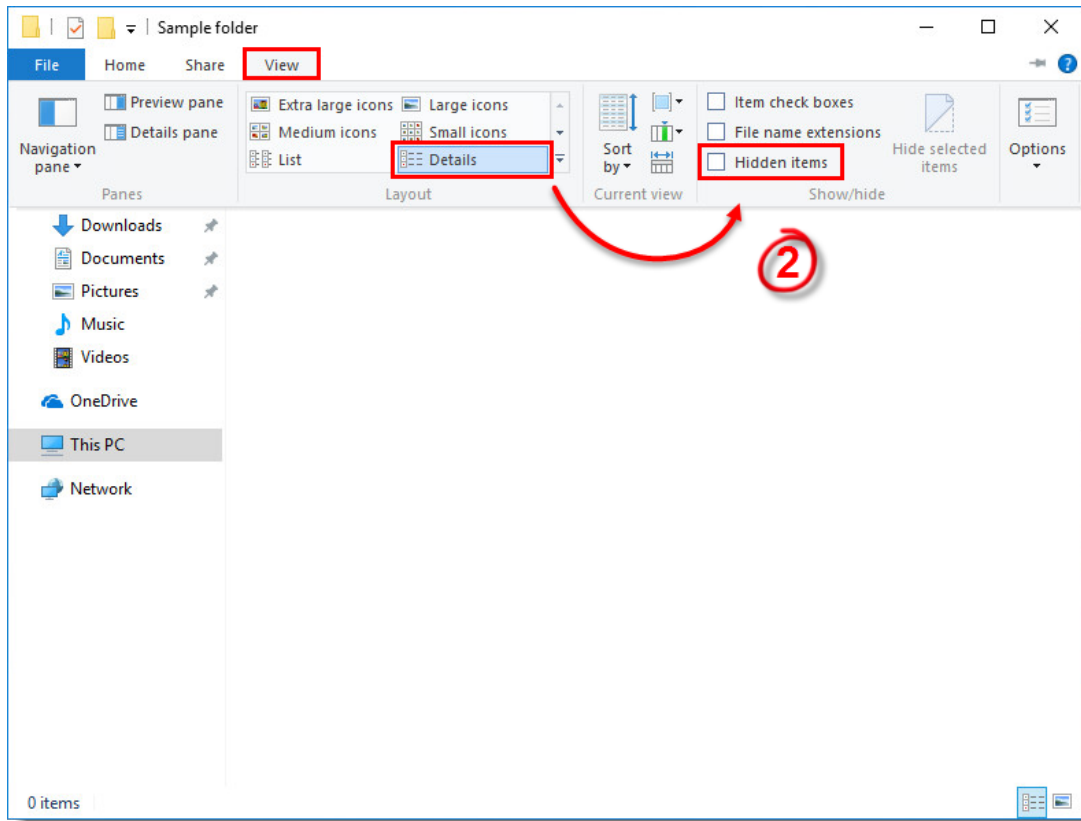 Sample folder
File Home Share View
Preview pane
Details pane
Navigation
pane
Panes
Extra large icons Large icons
Medium icons Small icons
List Details
Layout
Sort
by
Current view
Item check boxes
File name extensions
Hidden items
Hide selected
items
Show/hide
Options
2
Downloads
Documents
Pictures
Music
Videos
OneDrive
This PC
Network
0 items